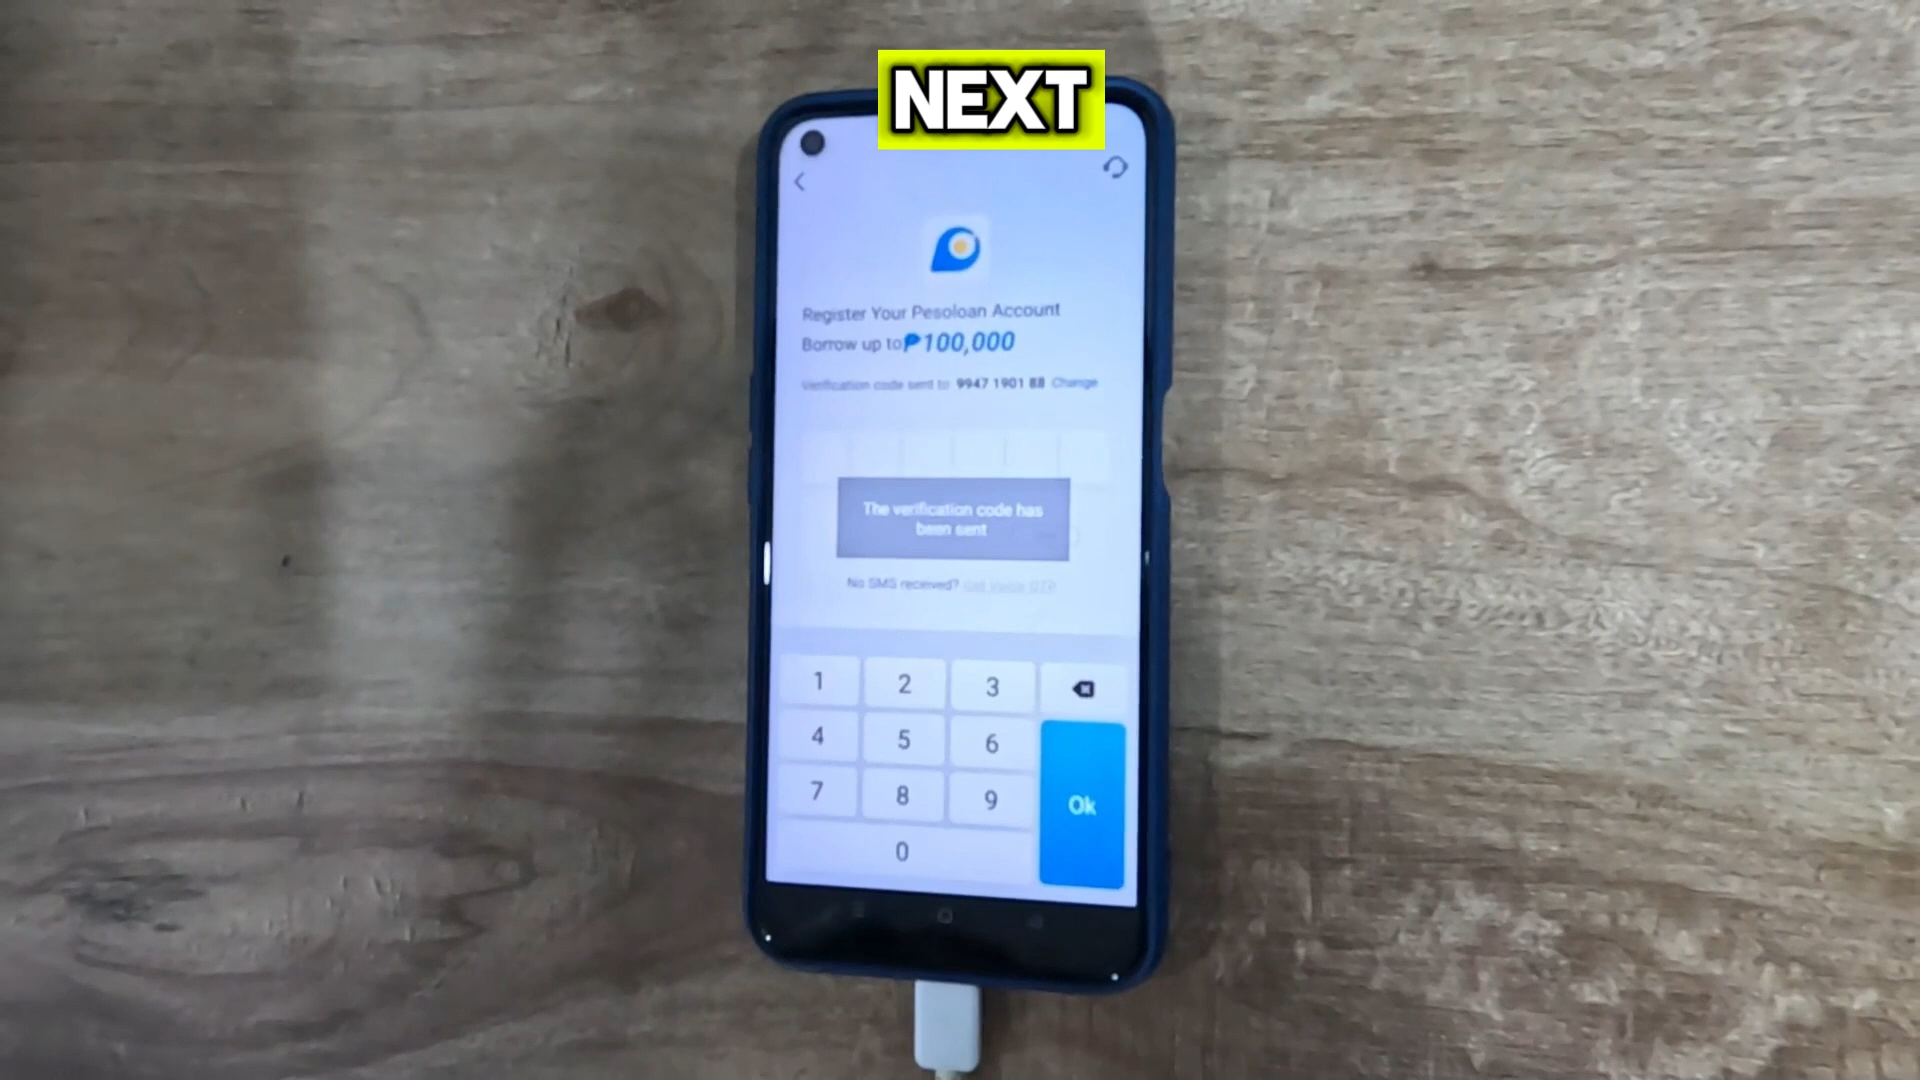 NEXT
Register Your Pesoloan Account
Borrow up to ₱100,000
Verification code sent to 9947 1901 88 Change
The verification code has
been sent
No SMS received? Get Voice OTP
1 2 3
4 5 6
7 8 9 Ok
0